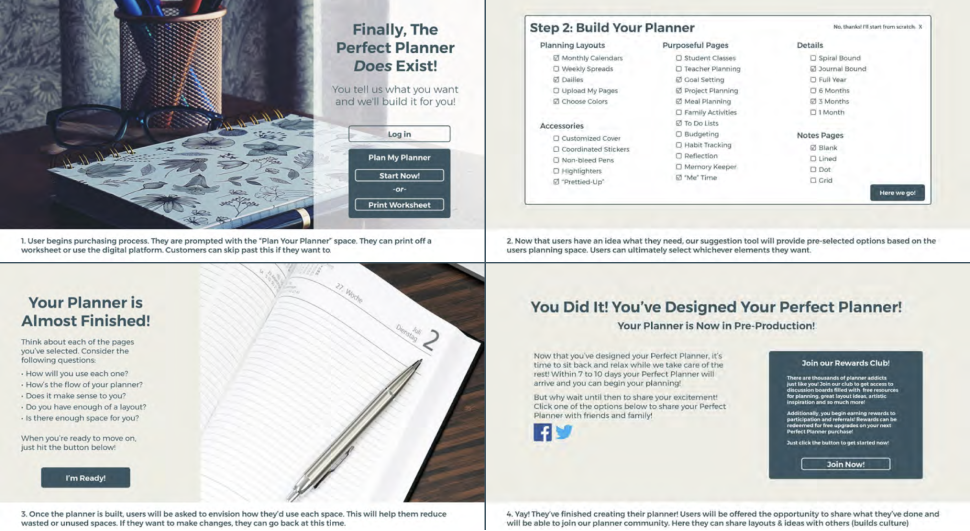 Finally, The
Perfect Planner
Does Exist!
You tell us what you want
and we'll build it for you!
Log in
Plan My Planner
Start Now!
-or-
Print Worksheet
1. User begins purchasing process. They are prompted with the "Plan Your Planner" space. They can print off a
worksheet or use the digital platform. Customers can skip past this if they want to.
Step 2: Build Your Planner
No, thanks! I'll start from scratch. X
Planning Layouts
Monthly Calendars
Weekly Spreads
Dailies
Upload My Pages
Choose Colors
Accessories
Customized Cover
Coordinated Stickers
Non-bleed Pens
Highlighters
"Prettied-Up"
Purposeful Pages
Student Classes
Teacher Planning
Goal Setting
Project Planning
Meal Planning
Family Activities
To Do Lists
Budgeting
Habit Tracking
Reflection
Memory Keeper
"Me" Time
Details
Spiral Bound
Journal Bound
Full Year
6 Months
3 Months
1 Month
Notes Pages
Blank
Lined
Dot
Grid
Here we go!
2. Now that users have an idea what they need, our suggestion tool will provide pre-selected options based on the
users planning space. Users can ultimately select whichever elements they want.
Your Planner is
Almost Finished!
Think about each of the pages
you've selected. Consider the
following questions:
• How will you use each one?
• How's the flow of your planner?
• Does it make sense to you?
• Do you have enough of a layout?
• Is there enough space for you?
When you're ready to move on,
just hit the button below!
I'm Ready!
27. Woche
Juli
Dienstag
2
3. Once the planner is built, users will be asked to envision how they'd use each space. This will help them reduce
wasted or unused spaces. If they want to make changes, they can go back at this time.
You Did It! You've Designed Your Perfect Planner!
Your Planner is Now in Pre-Production!
Now that you've designed your Perfect Planner, it's
time to sit back and relax while we take care of the
rest! Within 7 to 10 days your Perfect Planner will
arrive and you can begin your planning!
But why wait until then to share your excitement!
Click one of the options below to share your Perfect
Planner with friends and family!
Join our Rewards Club!
There are thousands of planner addicts
just like you! Join our club to get access to
discussion boards filled with free resources
for planning, great layout ideas, artistic
inspiration and so much more!
Additionally, you begin earning rewards to
participation and referrals! Rewards can be
redeemed for free upgrades on your next
Perfect Planner purchase!
Just click the button to get started now!
Join Now!
4. Yay! They've finished creating their planner! Users will be offered the opportunity to share what they've done and
will be able to join our planner community. Here they can share layouts & ideas with others (builds culture)